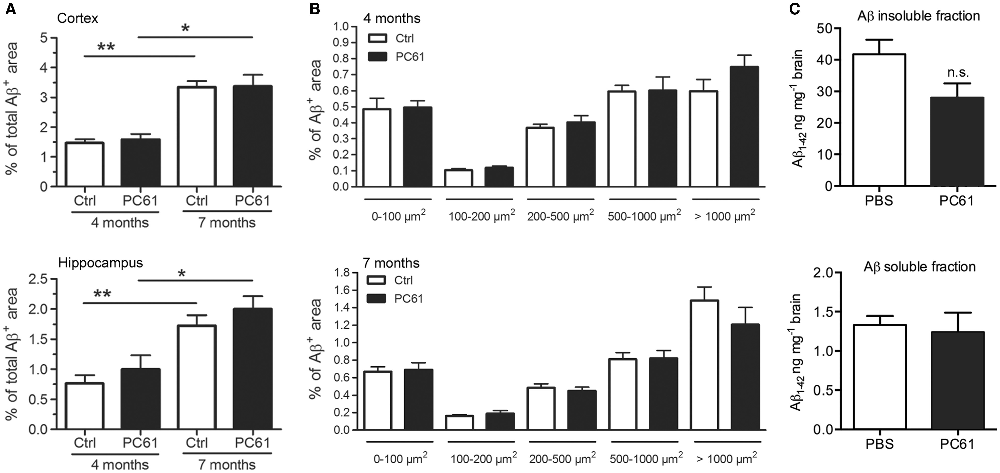 A
Cortex
*
**
% of total Aβ+ area
5
4
3
2
1
0
Ctrl PC61 Ctrl PC61
4 months 7 months
Hippocampus
*
**
% of total Aβ+ area
2.5
2.0
1.5
1.0
0.5
0.0
Ctrl PC61 Ctrl PC61
4 months 7 months
B
4 months
Ctrl
PC61
% of Aβ+ area
1.0
0.9
0.8
0.7
0.6
0.5
0.4
0.3
0.2
0.1
0.0
0-100 µm2 100-200 µm2 200-500 µm2 500-1000 µm2 > 1000 µm2
7 months
Ctrl
PC61
% of Aβ+ area
1.8
1.6
1.4
1.2
1.0
0.8
0.6
0.4
0.2
0.0
0-100 µm2 100-200 µm2 200-500 µm2 500-1000 µm2 > 1000 µm2
C
Aβ insoluble fraction
Aβ1-42 ng mg-1 brain
50
40
30
20
10
0
n.s.
PBS PC61
Aβ soluble fraction
Aβ1-42 ng mg-1 brain
2.0
1.5
1.0
0.5
0.0
PBS PC61